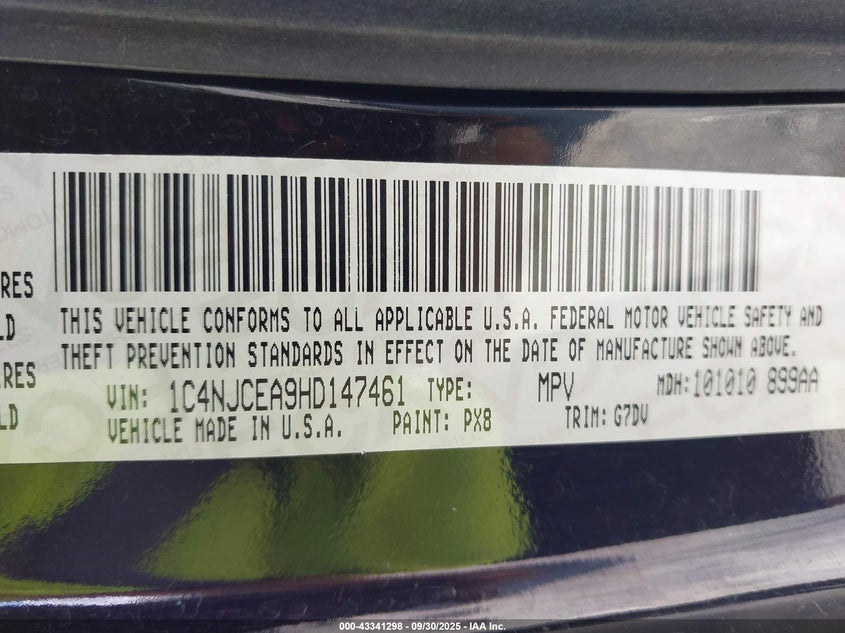 RES
LD
THIS VEHICLE CONFORMS TO ALL APPLICABLE U.S.A. FEDERAL MOTOR VEHICLE SAFETY AND
THEFT PREVENTION STANDARDS IN EFFECT ON THE DATE OF MANUFACTURE SHOWN ABOVE.
IRES
LD
VIN: 1C4NJCEA9HD147461 TYPE: MPV MDH: 101010 899AA
VEHICLE MADE IN U.S.A. PAINT: PX8 TRIM: G7DV
000-43341298 - 09/30/2025 - IAA Inc.